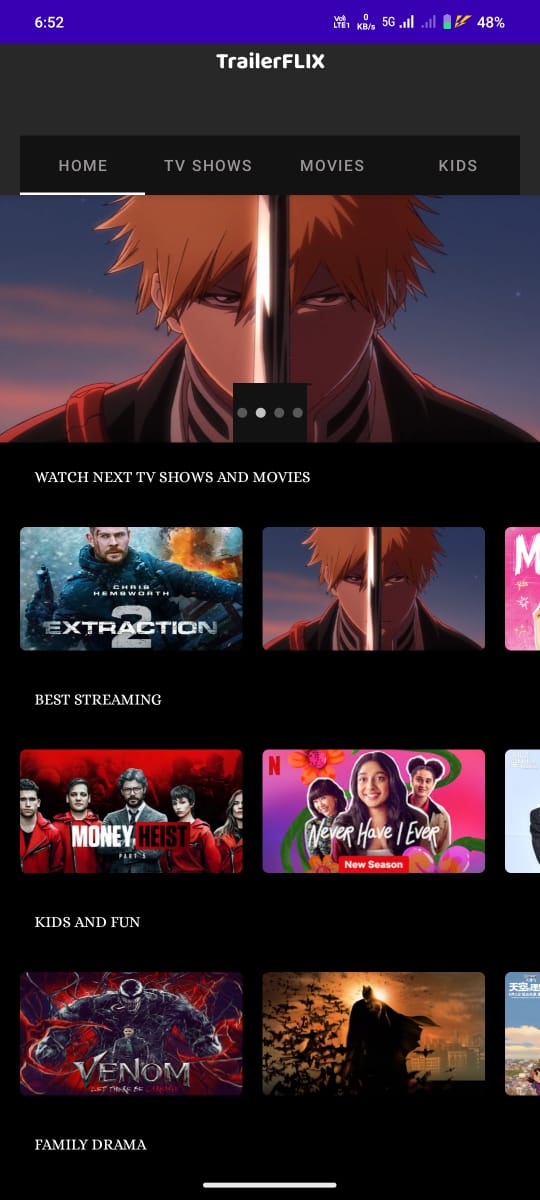 6:52
Vo)) LTE1
0 KB/s
5G
48%
TrailerFLIX
HOME TV SHOWS MOVIES KIDS
WATCH NEXT TV SHOWS AND MOVIES
CHRIS
HEMSWORTH
2
EXTRACTION
M
BEST STREAMING
MONEY HEIST
PART 5
N
Never Have I Ever
New Season
KIDS AND FUN
VENOM
LET THERE BE CARNAGE
FAMILY DRAMA